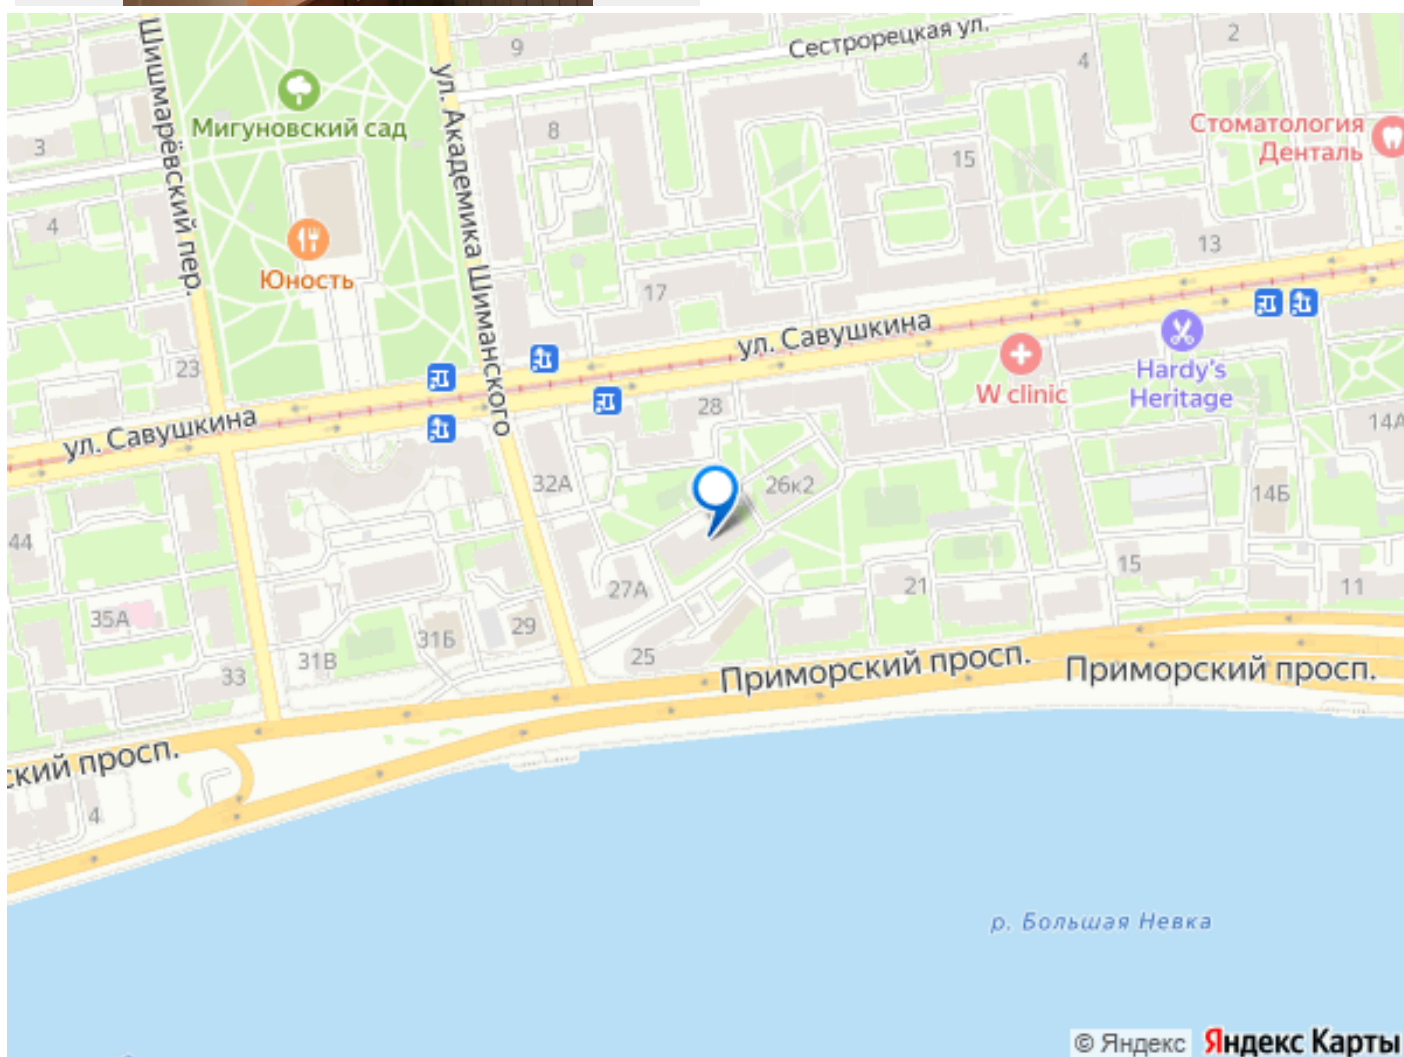 Сестрорецкая ул.
2
9
4
Шишмарёвский пер.
ул. Академика Шиманского
Мигуновский сад
8
Стоматология
Денталь
3
15
4
13
Юность
17
ул. Савушкина
W clinic
Hardy's
Heritage
23
28
14А
ул. Савушкина
32А
26к2
14Б
44
27А
21
15
11
35А
31Б
29
25
31В
33
Приморский просп.
Приморский просп.
ский просп.
4
р. Большая Невка
© Яндекс Яндекс Карты